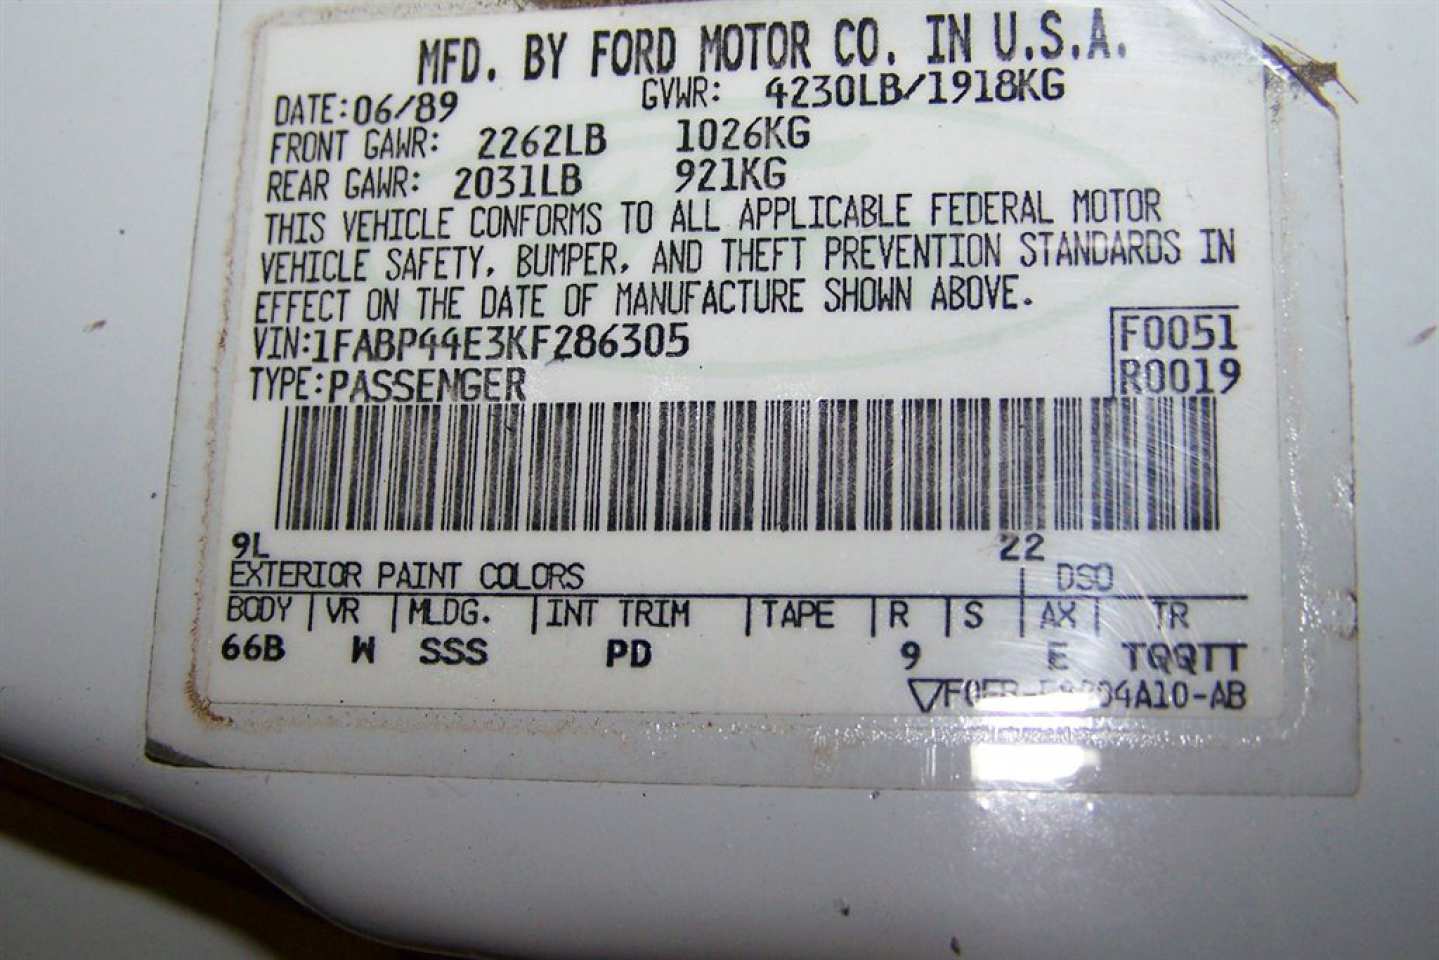 MFD. BY FORD MOTOR CO. IN U.S.A.
DATE:06/89 GVWR: 4230LB/1918KG
FRONT GAWR: 2262LB 1026KG
REAR GAWR: 2031LB 921KG
THIS VEHICLE CONFORMS TO ALL APPLICABLE FEDERAL MOTOR
VEHICLE SAFETY, BUMPER, AND THEFT PREVENTION STANDARDS IN
EFFECT ON THE DATE OF MANUFACTURE SHOWN ABOVE.
VIN:1FABP44E3KF286305 F0051
TYPE:PASSENGER R0019
9L 22
EXTERIOR PAINT COLORS DSO
BODY VR MLDG. INT TRIM TAPE R S AX TR
66B W SSS PD 9 E TQQTT